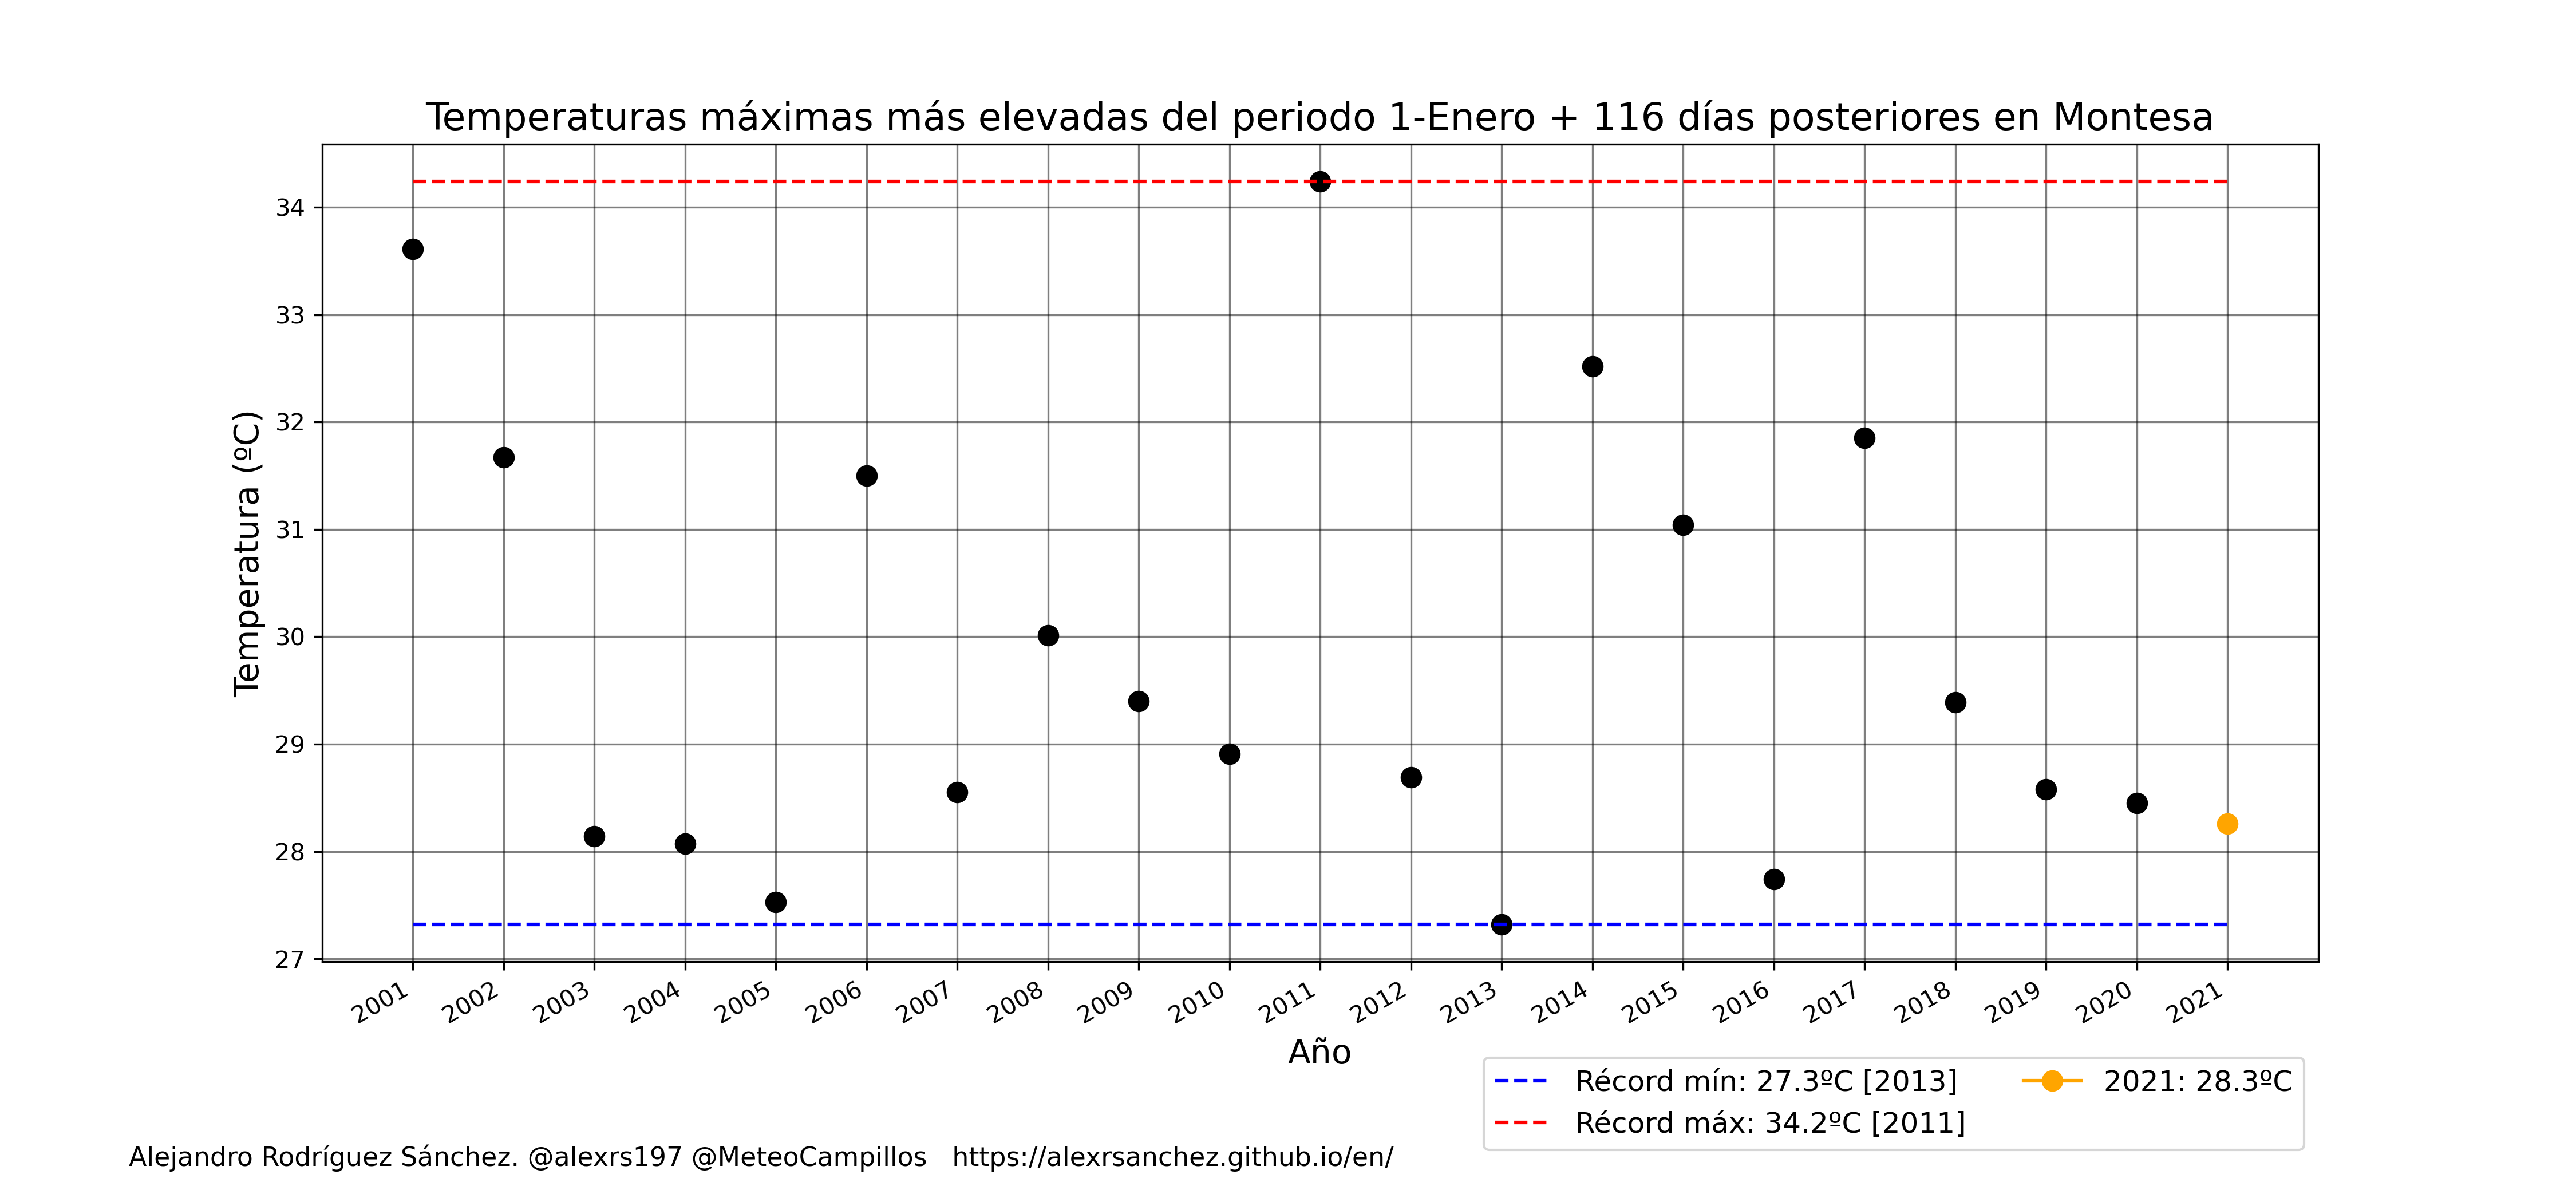 Temperaturas máximas más elevadas del periodo 1-Enero + 116 días posteriores en Montesa
Temperatura (ºC)
34
33
32
31
30
29
28
27
2001 2002 2003 2004 2005 2006 2007 2008 2009 2010 2011 2012 2013 2014 2015 2016 2017 2018 2019 2020 2021
Año
Récord mín: 27.3ºC [2013]
Récord máx: 34.2ºC [2011]
2021: 28.3ºC
Alejandro Rodríguez Sánchez. @alexrs197 @MeteoCampillos https://alexrsanchez.github.io/en/